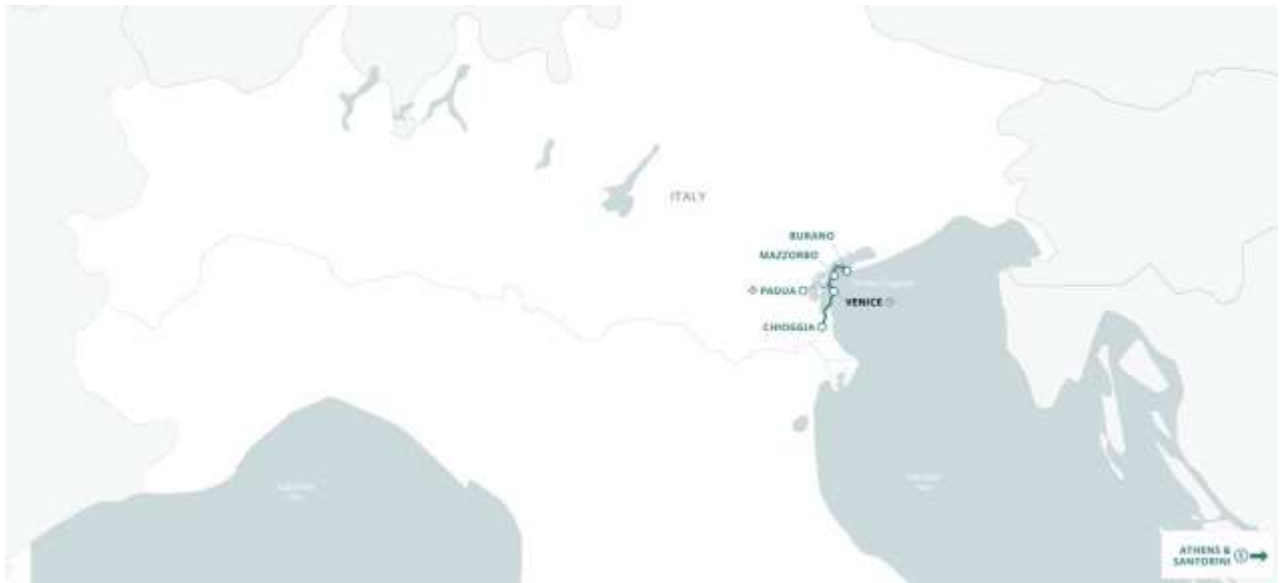 ITALY
BURANO
MAZZORBO
PADUA
VENICE
CHIOGGIA
ATHENS &
SANTORINI